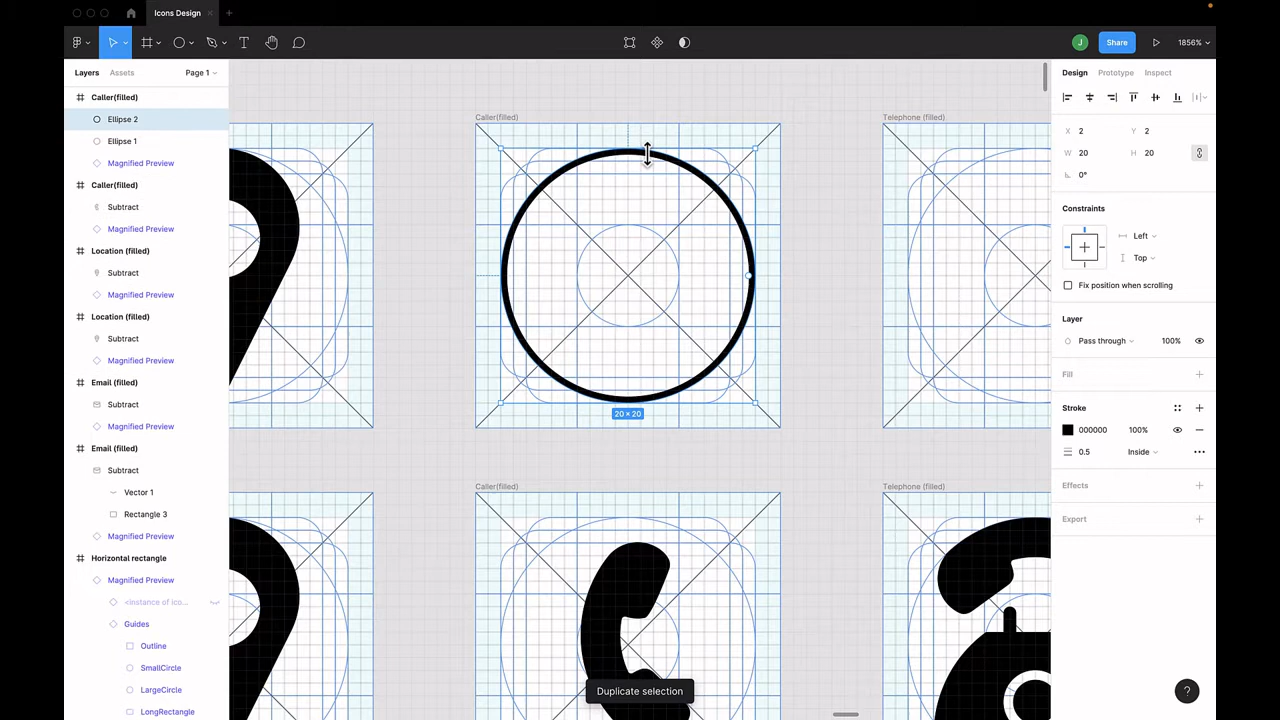 Icons Design
J
Share
1856%
Layers
Assets
Page 1
Caller(filled)
Ellipse 2
Ellipse 1
Magnified Preview
Caller(filled)
Subtract
Magnified Preview
Location (filled)
Subtract
Magnified Preview
Location (filled)
Subtract
Magnified Preview
Email (filled)
Subtract
Magnified Preview
Email (filled)
Subtract
Vector 1
Rectangle 3
Magnified Preview
Horizontal rectangle
Magnified Preview
<instance of ico...
Guides
Outline
SmallCircle
LargeCircle
LongRectangle
Caller(filled)
Telephone (filled)
20 × 20
Caller(filled)
Telephone (filled)
Duplicate selection
Design
Prototype
Inspect
X 2
Y 2
W 20
H 20
0°
Constraints
Left
Top
Fix position when scrolling
Layer
Pass through
100%
Fill
Stroke
000000
100%
0.5
Inside
Effects
Export
?